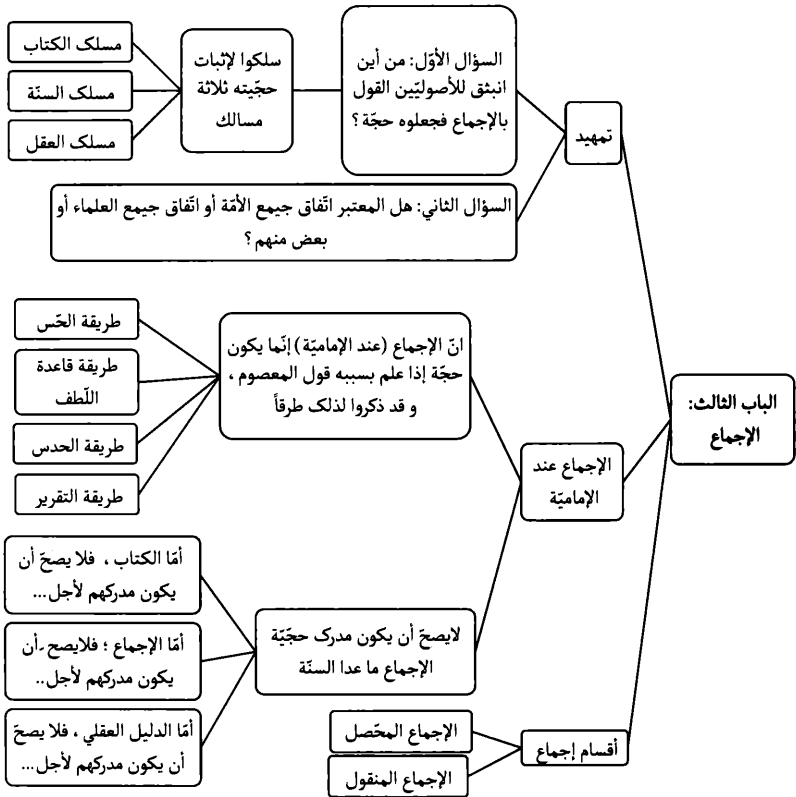 الباب الثالث:
الإجماع
تمهيد
السؤال الأوّل: من أين
انبثق للأصوليّين القول
بالإجماع فجعلوه حجّة؟
سلكوا لإثبات
حجّيته ثلاثة
مسالك
مسلک الکتاب
مسلک السنّة
مسلک العقل
السؤال الثاني: هل المعتبر اتّفاق جيمع الأمّة أو اتّفاق جيمع العلماء أو
بعض منهم؟
الإجماع عند
الإماميّة
انّ الإجماع (عند الإماميّة) إنّما يكون
حجّة إذا علم بسببه قول المعصوم ،
و قد ذكروا لذلک طرقاً
طريقة الحّس
طريقة قاعدة
اللّطف
طريقة الحدس
طريقة التقرير
لايصحّ أن يكون مدرک حجّيّة
الإجماع ما عدا السنّة
أمّا الكتاب ، فلا يصحّ أن
يكون مدركهم لأجل...
أمّا الإجماع ؛ فلايصح أن
يكون مدركهم لأجل..
أمّا الدليل العقلي ، فلا يصحّ
أن يكون مدركهم لأجل...
أقسام إجماع
الإجماع المحّصل
الإجماع المنقول